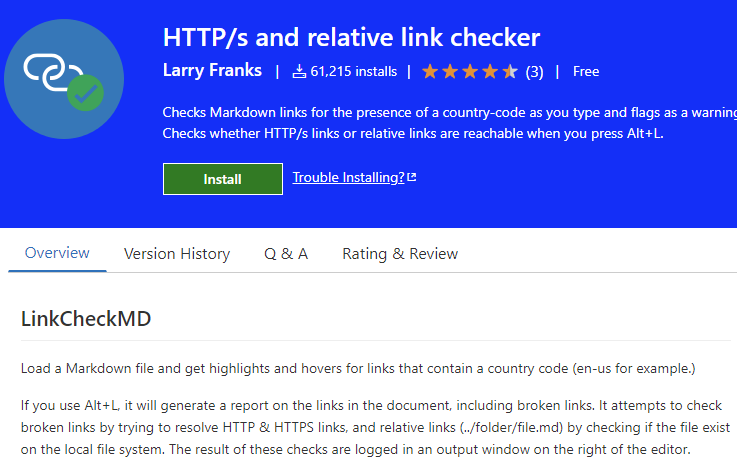 HTTP/s and relative link checker
Larry Franks | 61,215 installs | (3) | Free
Checks Markdown links for the presence of a country-code as you type and flags as a warning
Checks whether HTTP/s links or relative links are reachable when you press Alt+L.
Install Trouble Installing?
Overview Version History Q & A Rating & Review
LinkCheckMD
Load a Markdown file and get highlights and hovers for links that contain a country code (en-us for example.)
If you use Alt+L, it will generate a report on the links in the document, including broken links. It attempts to check
broken links by trying to resolve HTTP & HTTPS links, and relative links (../folder/file.md) by checking if the file exist
on the local file system. The result of these checks are logged in an output window on the right of the editor.